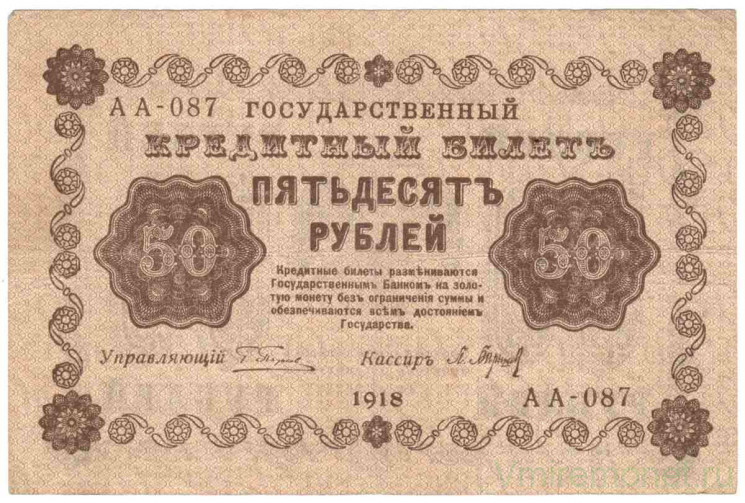 АА-087 ГОСУДАРСТВЕННЫЙ
КРЕДИТНЫЙ БИЛЕТЪ
ПЯТЬДЕСЯТЪ
РУБЛЕЙ
50
50
Кредитные билеты размѣниваются
Государственнымъ Банкомъ на золо-
тую монету безъ ограниченія суммы и
обезпечиваются всѣмъ достояніемъ
Государства.
Управляющій
Кассиръ
1918
АА-087